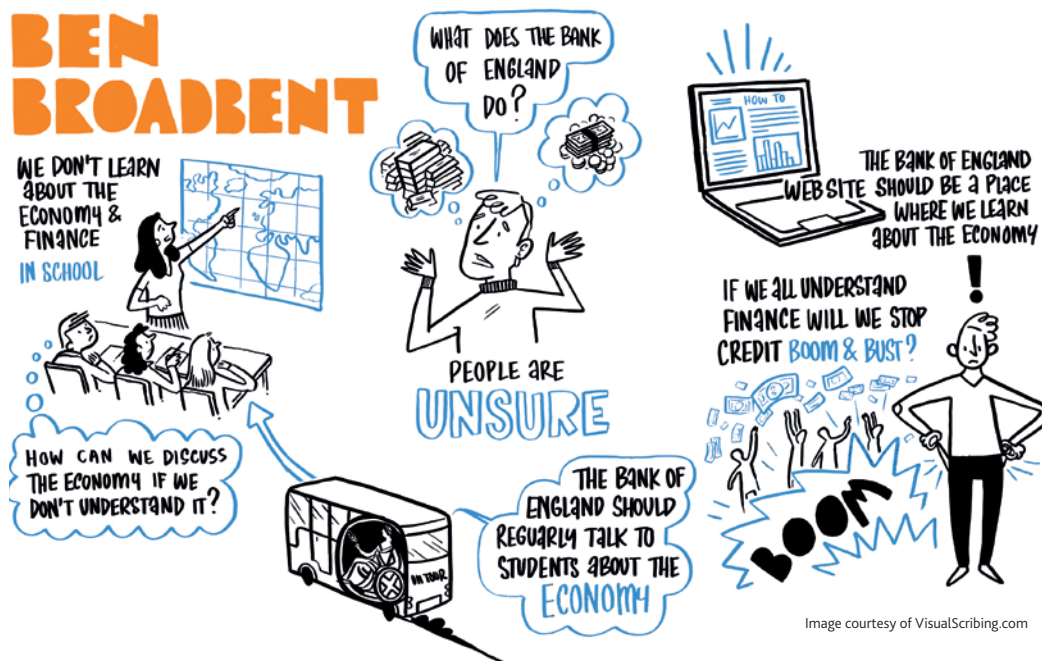 BEN
BROADBENT
WE DON'T LEARN
ABOUT THE
ECONOMY &
FINANCE
IN SCHOOL
HOW CAN WE DISCUSS
THE ECONOMY IF WE
DON'T UNDERSTAND IT?
WHAT DOES THE BANK
OF ENGLAND
DO?
PEOPLE ARE
UNSURE
ON TOUR
THE BANK OF
ENGLAND SHOULD
REGUARLY TALK TO
STUDENTS ABOUT THE
ECONOMY
HOW TO
THE BANK OF ENGLAND
WEBSITE SHOULD BE A PLACE
WHERE WE LEARN
ABOUT THE ECONOMY
!
IF WE ALL UNDERSTAND
FINANCE WILL WE STOP
CREDIT BOOM & BUST?
BOOM
Image courtesy of VisualScribing.com